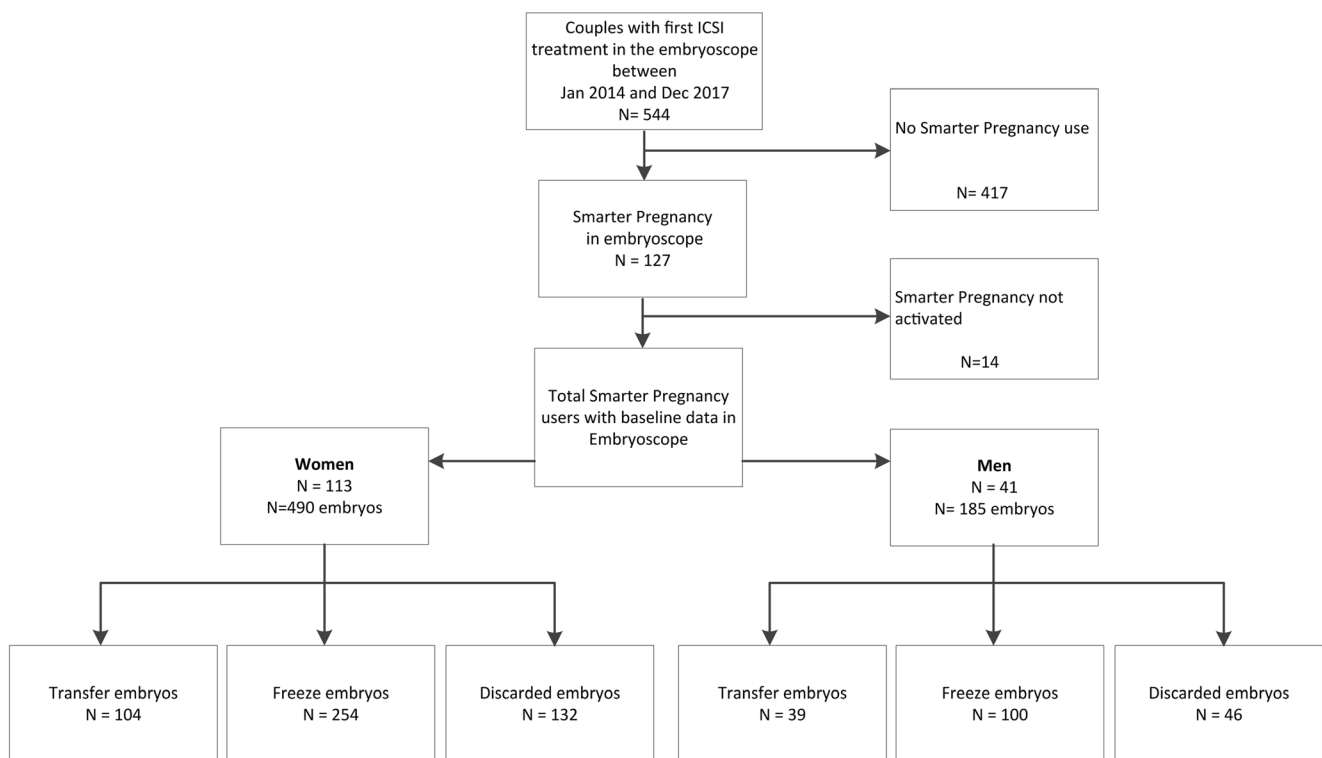 Couples with first ICSI
treatment in the embryoscope
between
Jan 2014 and Dec 2017
N= 544
No Smarter Pregnancy use
N= 417
Smarter Pregnancy
in embryoscope
N = 127
Smarter Pregnancy not
activated
N=14
Total Smarter Pregnancy
users with baseline data in
Embryoscope
Women
N = 113
N=490 embryos
Men
N = 41
N= 185 embryos
Transfer embryos
N = 104
Freeze embryos
N = 254
Discarded embryos
N = 132
Transfer embryos
N = 39
Freeze embryos
N = 100
Discarded embryos
N = 46